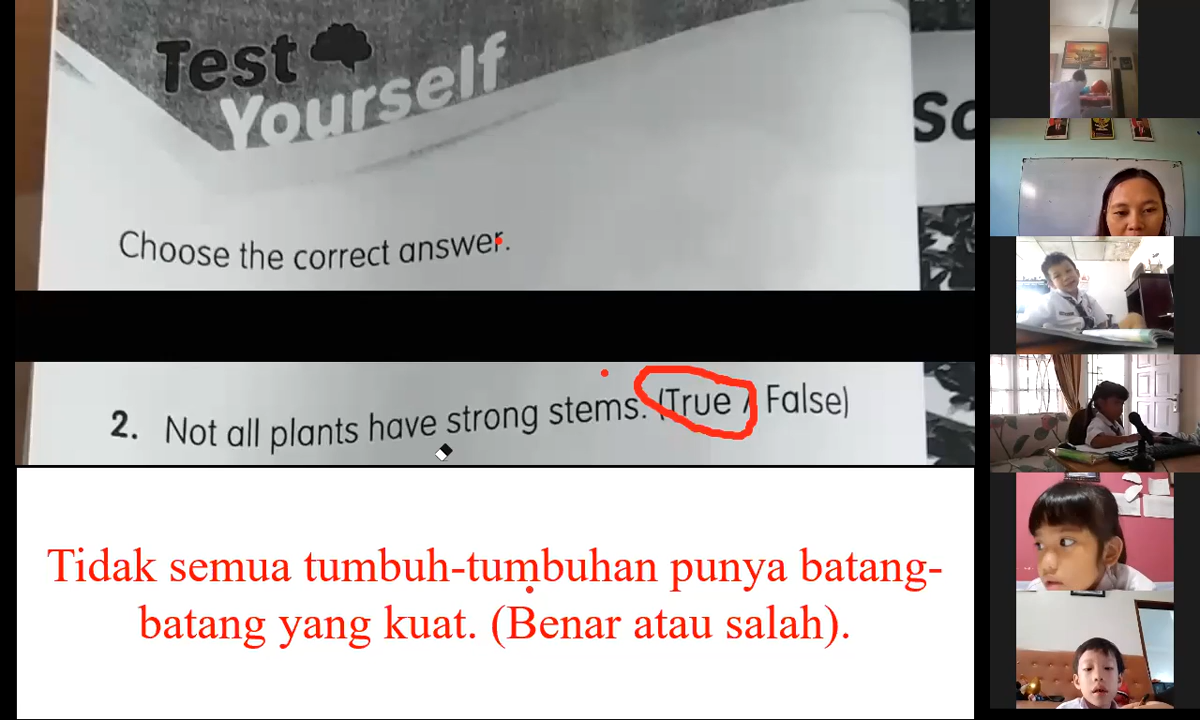 Test
Yourself
Sc
Choose the correct answer.
2. Not all plants have strong stems. (True / False)
Tidak semua tumbuh-tumbuhan punya batang-
batang yang kuat. (Benar atau salah).